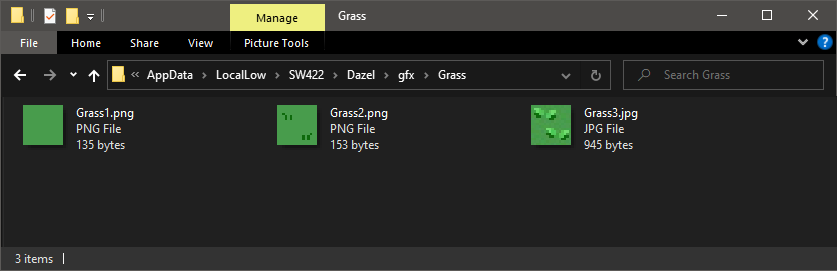 Manage
Grass
File
Home
Share
View
Picture Tools
AppData
LocalLow
SW422
Dazel
gfx
Grass
Search Grass
Grass1.png
PNG File
135 bytes
Grass2.png
PNG File
153 bytes
Grass3.jpg
JPG File
945 bytes
3 items